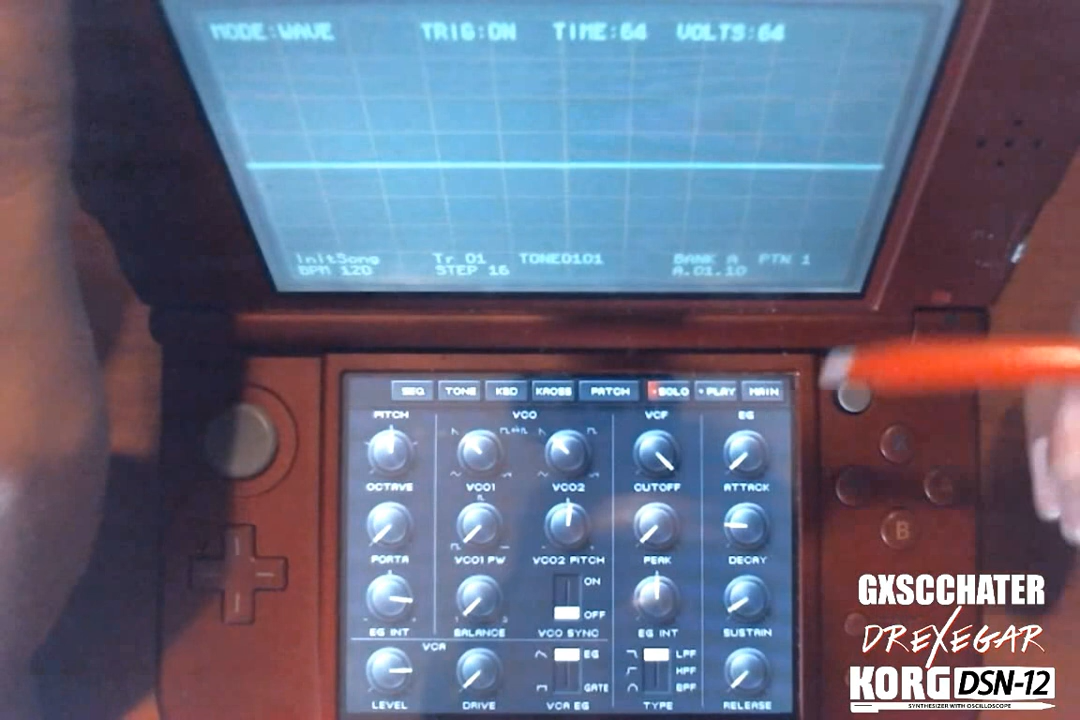 MODE:WAVE TRIG:ON TIME:64 VOLTS:64
InitSong Tr 01 TONE0101 BANK A PTN 1
BPM 120 STEP 16 A.01.10
SEQ TONE KBD KROSS PATCH SOLO PLAY MAIN
PITCH VCO VCF EG
OCTAVE VCO1 VCO2 CUTOFF ATTACK
PORTA VCO1 PW VCO2 PITCH PEAK DECAY
ON
OFF
EG INT BALANCE VCO SYNC EG INT SUSTAIN
VCA
EG LPF
HPF
GATE BPF
LEVEL DRIVE VCA EG TYPE RELEASE
B
GXSCCHATER
DREXEGAR
KORG DSN-12
SYNTHESIZER WITH OSCILLOSCOPE